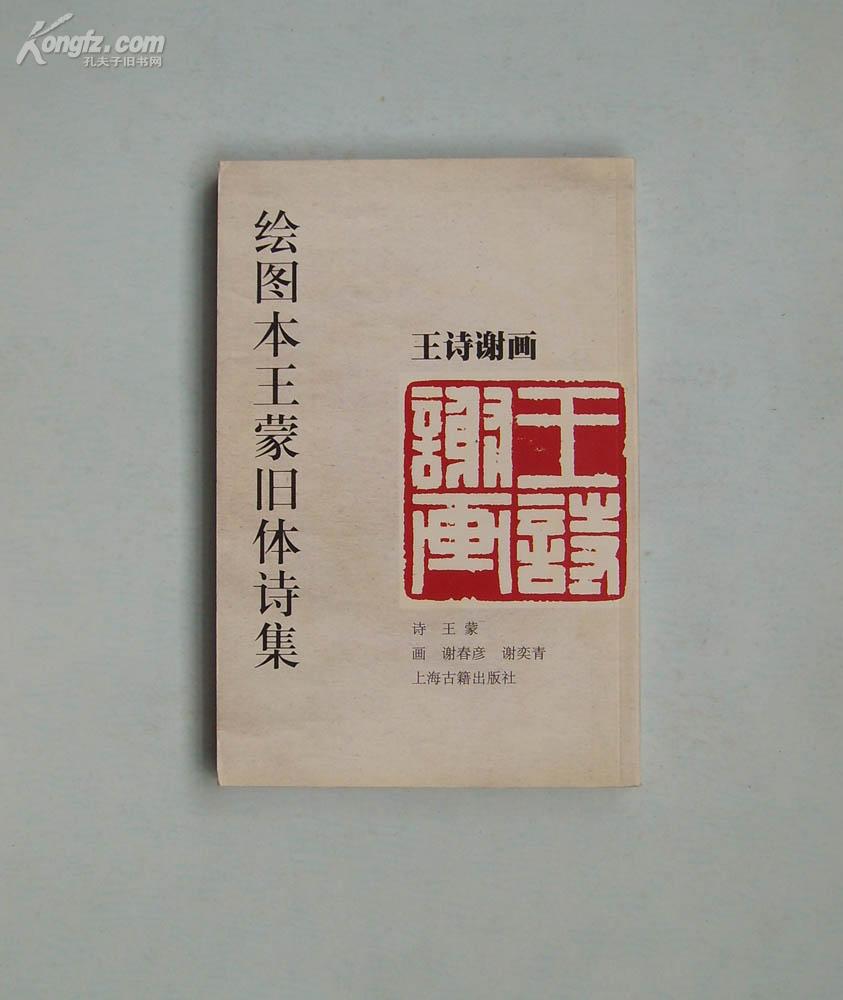 Kongfz.com
孔夫子旧书网
绘图本王蒙旧体诗集
王诗谢画
王詩
謝画
诗 王 蒙
画 谢春彦 谢奕青
上海古籍出版社